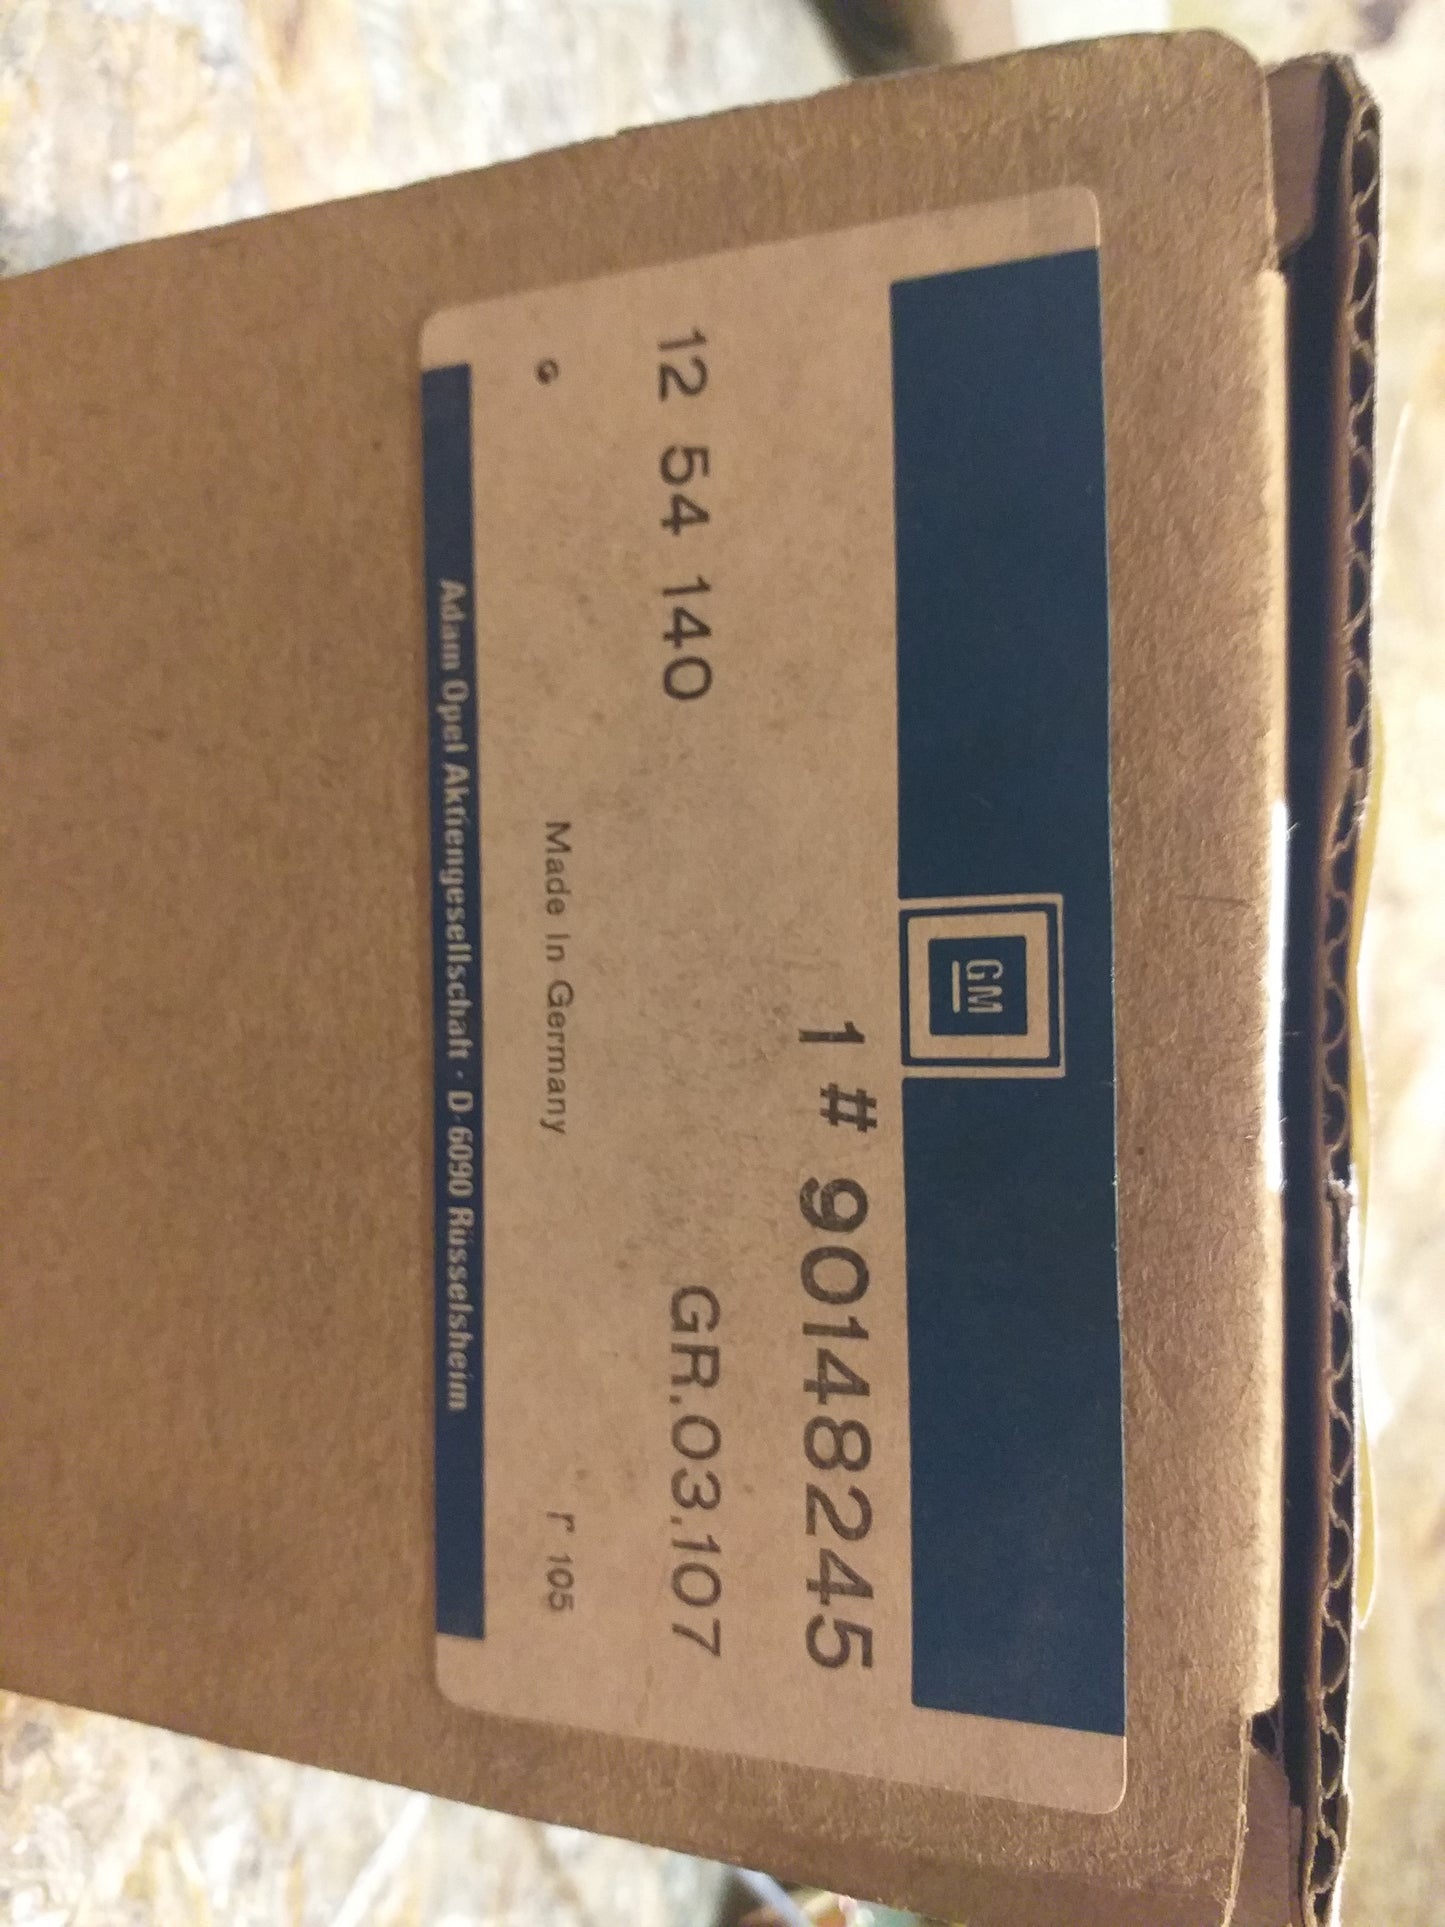 GM
1 # 90148245
12 54 140 GR.03.107
G Made In Germany r 105
Adam Opel Aktiengesellschaft · D-6090 Rüsselsheim